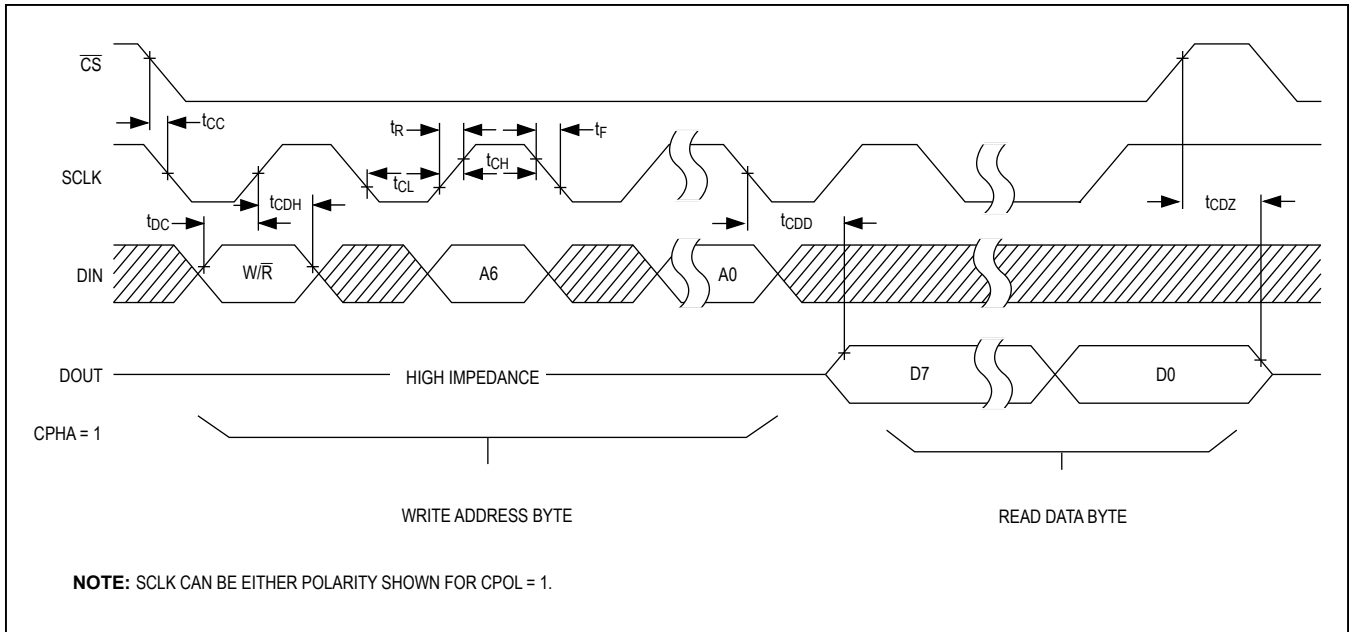 CS
tCC
tR
tF
tCH
tCL
SCLK
tCDH
tDC
tCDD
tCDZ
DIN
W/R
A6
A0
DOUT
HIGH IMPEDANCE
D7
D0
CPHA = 1
WRITE ADDRESS BYTE
READ DATA BYTE
NOTE: SCLK CAN BE EITHER POLARITY SHOWN FOR CPOL = 1.